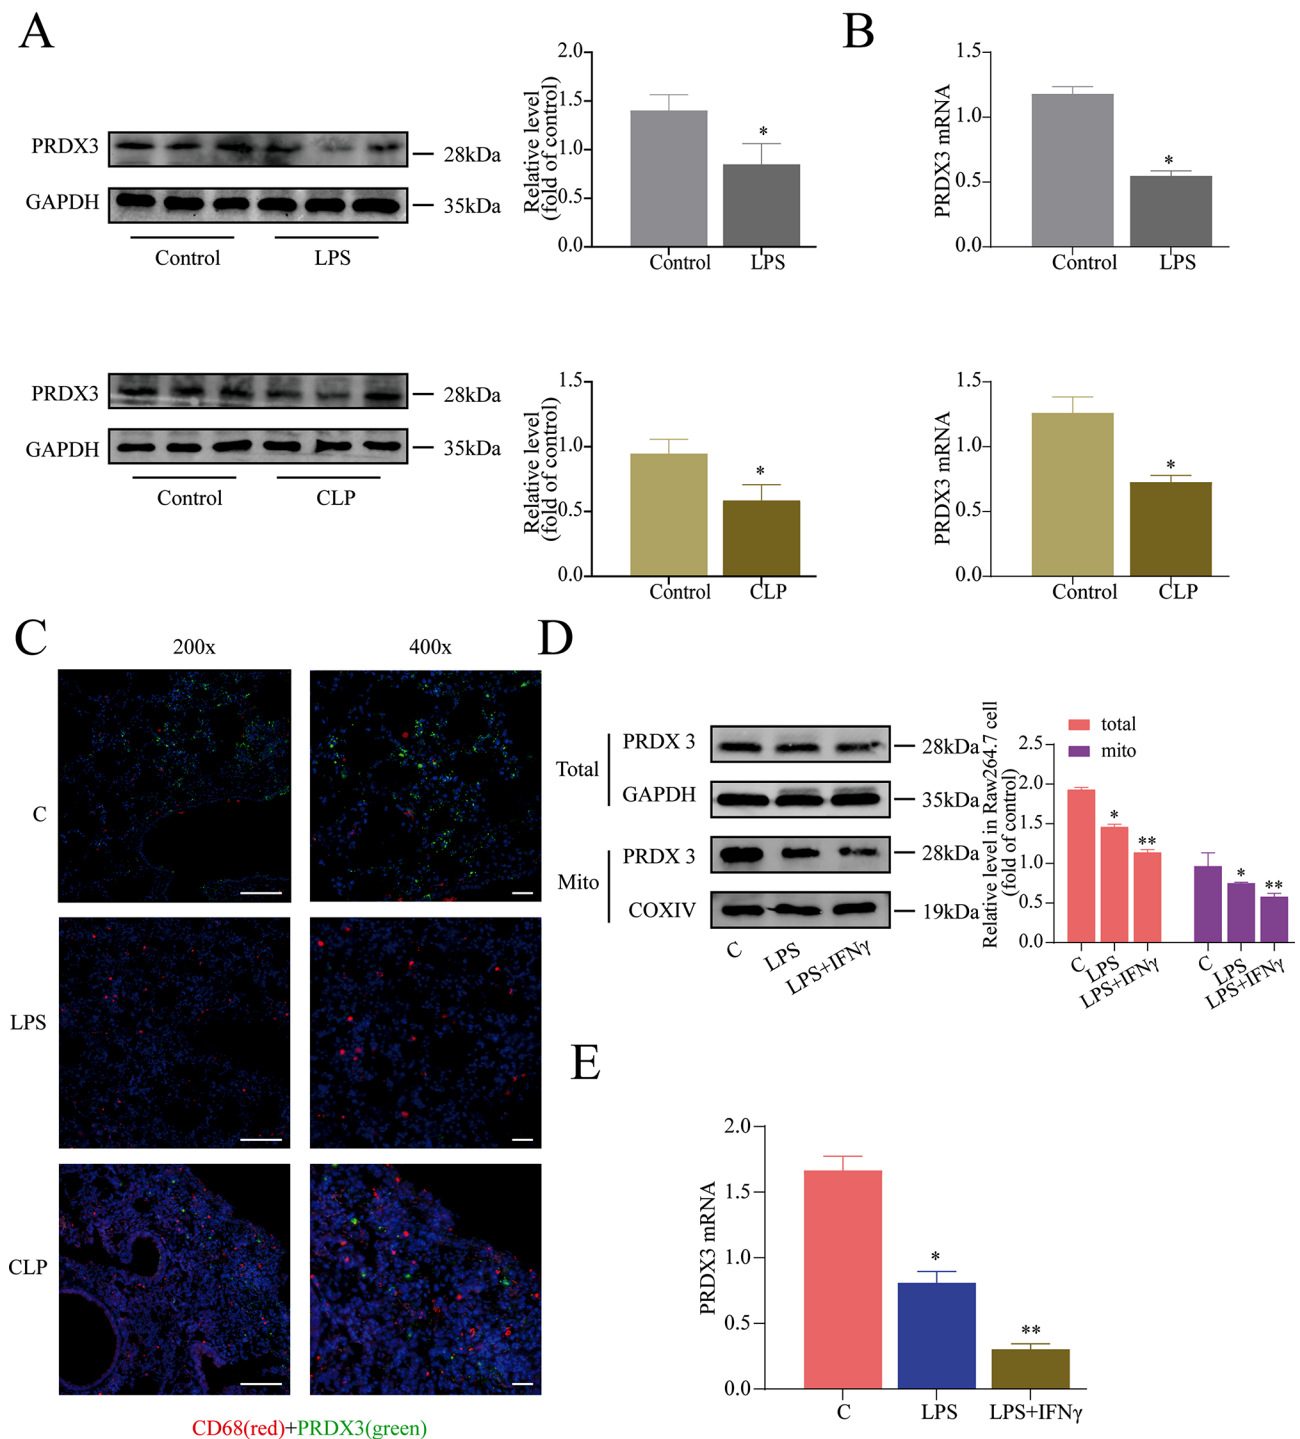 A
PRDX3
28kDa
GAPDH
35kDa
Control
LPS
Relative level
(fold of control)
2.0
1.5
1.0
0.5
0.0
*
Control
LPS
B
PRDX3 mRNA
1.5
1.0
0.5
0.0
*
Control
LPS
PRDX3
28kDa
GAPDH
35kDa
Control
CLP
Relative level
(fold of control)
1.5
1.0
0.5
0.0
*
Control
CLP
PRDX3 mRNA
1.5
1.0
0.5
0.0
*
Control
CLP
C
200x
400x
C
LPS
CLP
CD68(red)+PRDX3(green)
D
Total
PRDX 3
28kDa
GAPDH
35kDa
Mito
PRDX 3
28kDa
COXIV
19kDa
C
LPS
LPS+IFNγ
Relative level in Raw264.7 cell
(fold of control)
total
mito
2.5
2.0
1.5
1.0
0.5
0.0
*
**
*
**
C
LPS
LPS+IFNγ
C
LPS
LPS+IFNγ
E
PRDX3 mRNA
2.0
1.5
1.0
0.5
0.0
*
**
C
LPS
LPS+IFNγ